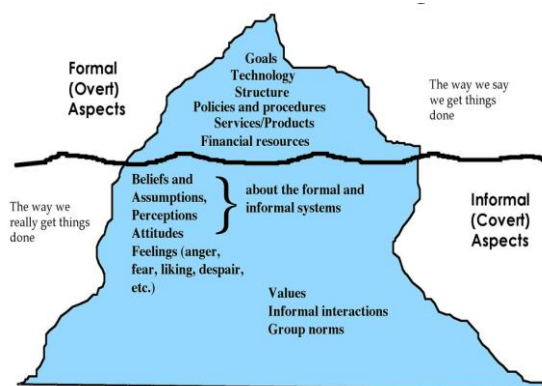 Goals
Technology
Structure
Policies and procedures
Services/Products
Financial resources
Formal
(Overt)
Aspects
The way we say
we get things
done
The way we
really get things
done
Beliefs and
Assumptions,
Perceptions
Attitudes
about the formal and
informal systems
Feelings (anger,
fear, liking, despair,
etc.)
Values
Informal interactions
Group norms
Informal
(Covert)
Aspects